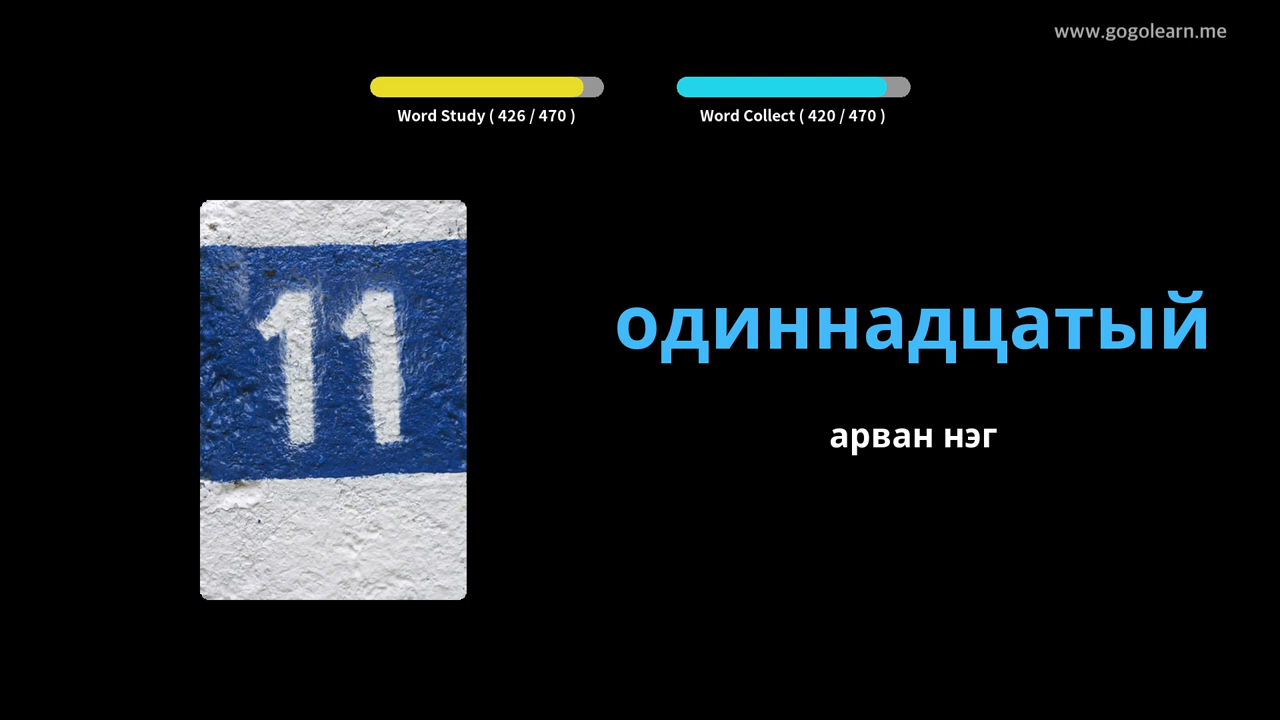 www.gogolearn.me
Word Study ( 426 / 470 )
Word Collect ( 420 / 470 )
11
одиннадцатый
арван нэг